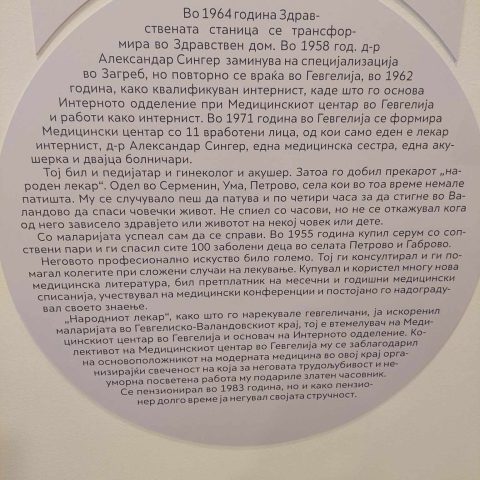 Во 1964 година Здрав-
ствената станица се трансфор-
мира во Здравствен дом. Во 1958 год. д-р
Александар Сингер заминува на специјализација
во Загреб, но повторно се враќа во Гевгелија, во 1962
година, како квалификуван интернист, каде што го основа
Интерното одделение при Медицинскиот центар во Гевгелија
и работи како интернист. Во 1971 година во Гевгелија се формира
Медицински центар со 11 вработени лица, од кои само еден е лекар
интернист, д-р Александар Сингер, една медицинска сестра, една аку-
шерка и двајца болничари.
Тој бил и педијатар и гинеколог и акушер. Затоа го добил прекарот „на-
роден лекар“. Одел во Серменин, Ума, Петрово, села кои во тоа време немале
патишта. Му се случувало пеш да патува и по четири часа за да стигне во Ва-
ландово да спаси човечки живот. Не спиел со часови, но не се откажувал кога
од него зависело здравјето или животот на некој човек или дете.
Со маларијата успеал сам да се справи. Во 1955 година купил серум со соп-
ствени пари и ги спасил сите 100 заболени деца во селата Петрово и Габрово.
Неговото професионално искуство било големо. Тој ги консултирал и ги по-
магал колегите при сложени случаи на лекување. Купувал и користел многу нова
медицинска литература, бил претплатник на месечни и годишни медицински
списанија, учествувал на медицински конференции и постојано го надогра-
вал своето знаење.
„Народниот лекар“, како што го нарекувале гевгеличани, ја искоренил
маларијата во Гевгелиско-Валандовскиот крај, тој е втемелувач на Меди-
цинскиот центар во Гевгелија и основач на Интерното одделение. Ко-
лективот на Медицинскиот центар во Гевгелија му се заблагодарил
на основоположникот на модерната медицина во овој крај орга-
низирајќи свеченост на која за неговата трудољубивост и не-
уморна посветена работа му подариле златен часовник.
Се пензионирал во 1983 година, но и како пензио-
нер долго време ја негувал својата стручност.